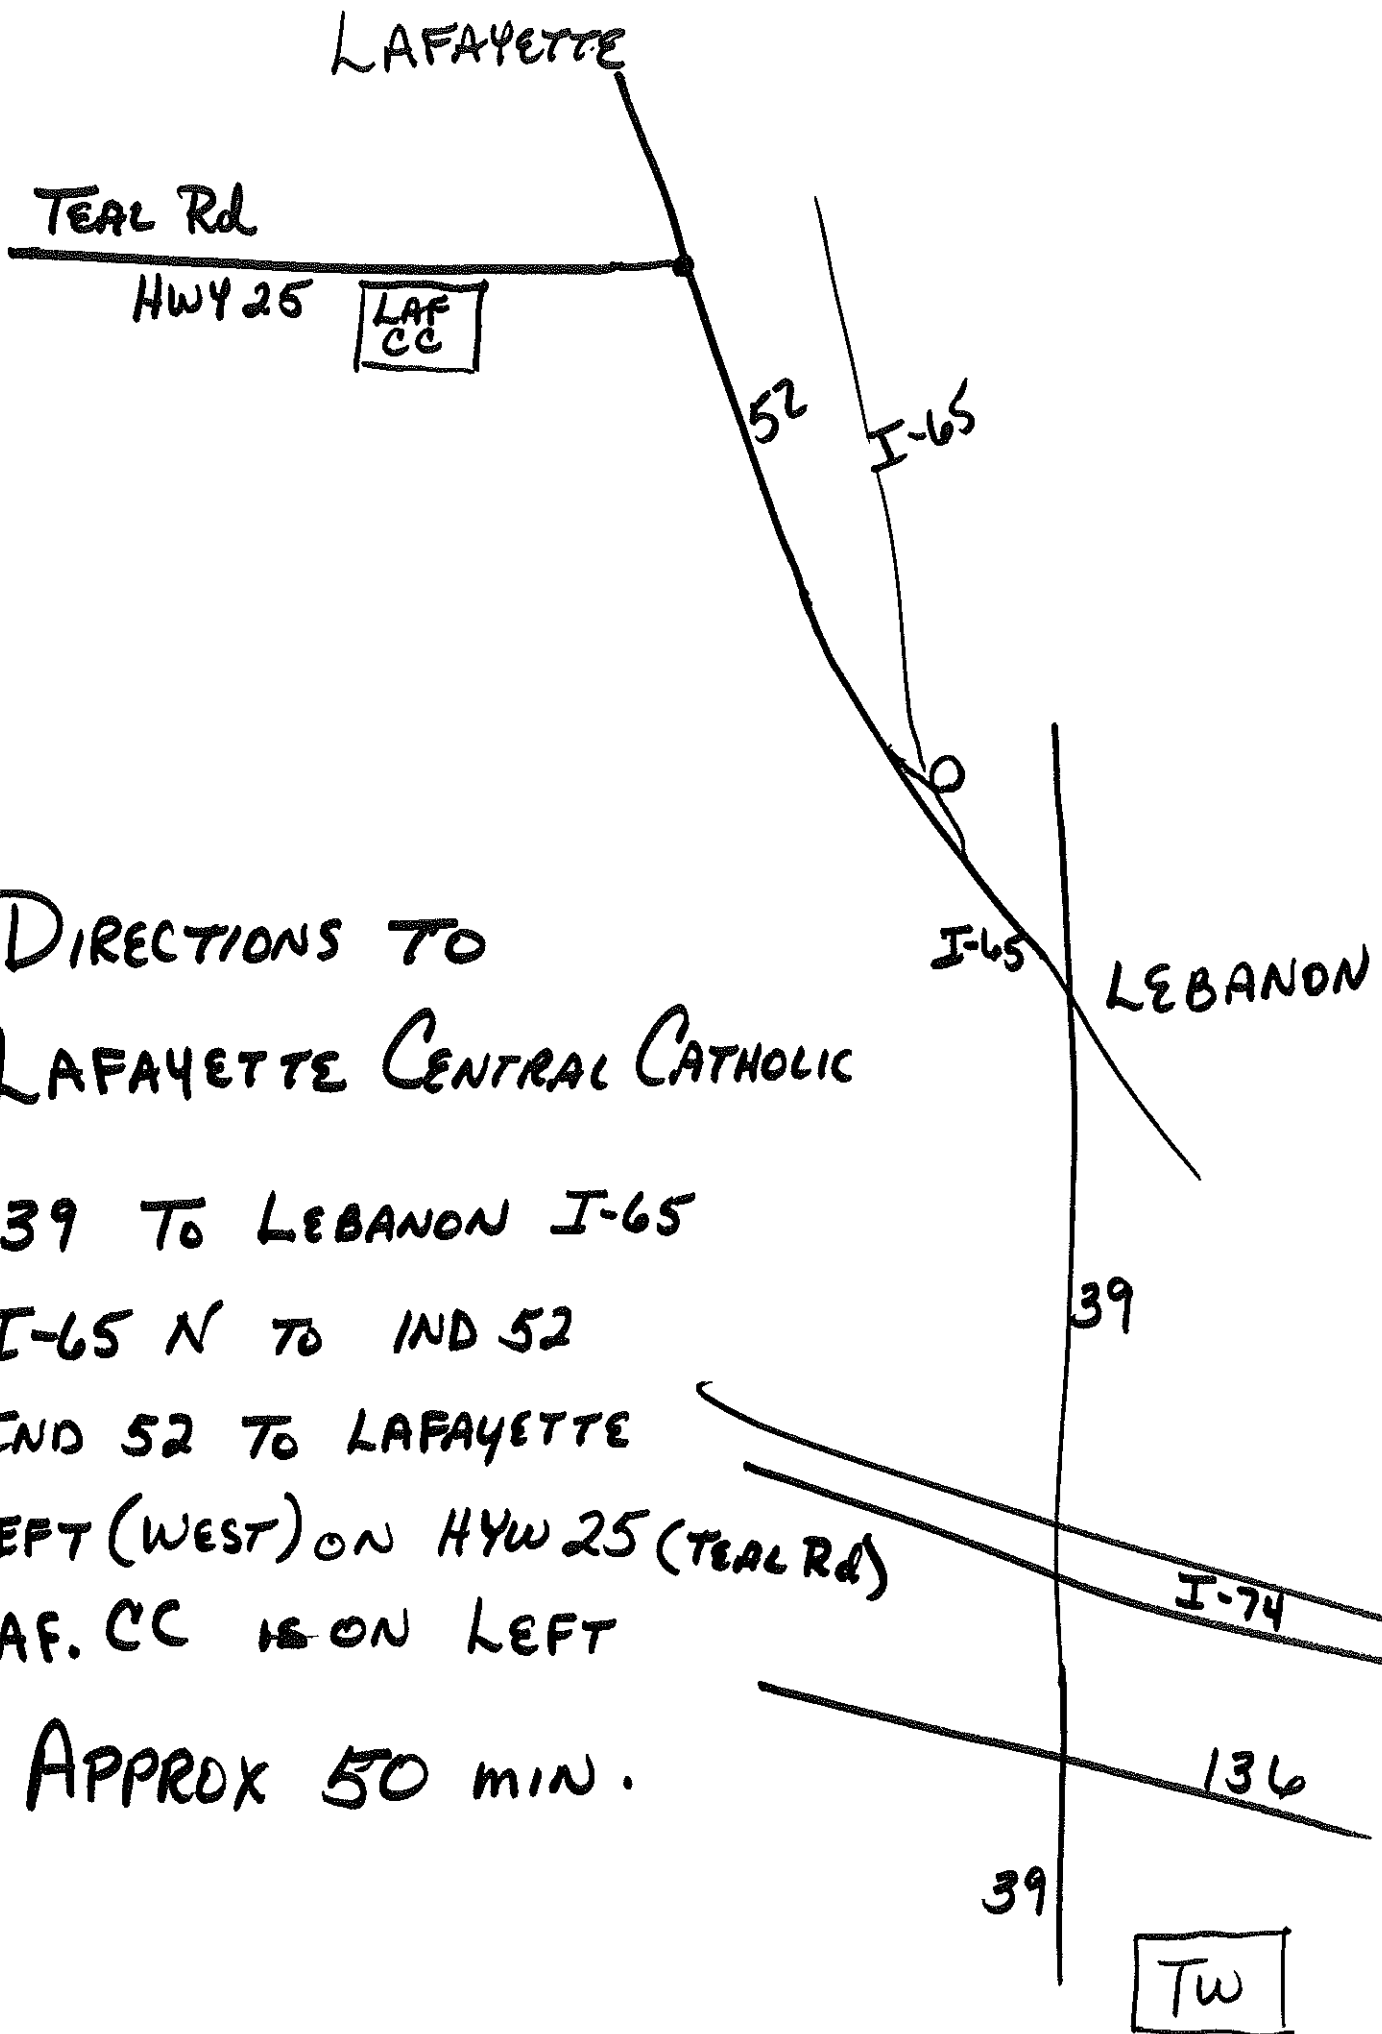 LAFAYETTE
TEAL Rd
HWY 25
LAF
CC
52
I-65
I-65
LEBANON
DIRECTIONS TO
LAFAYETTE CENTRAL CATHOLIC
39 TO LEBANON I-65
I-65 N TO IND 52
IND 52 TO LAFAYETTE
EFT (WEST) ON HYW 25 (TEAL Rd)
AF. CC IS ON LEFT
APPROX 50 MIN.
39
I-74
136
39
TW